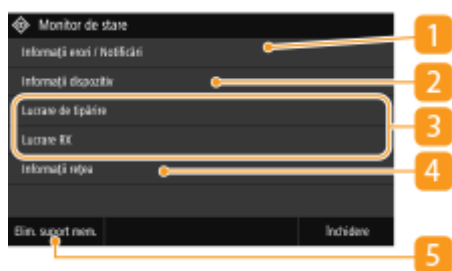 Monitor de stare
Informații erori / Notificări
Informații dispozitiv
Lucrare de tipărire
Lucrare RX
Informații rețea
Elim. suport mem.
Închidere
1
2
3
4
5